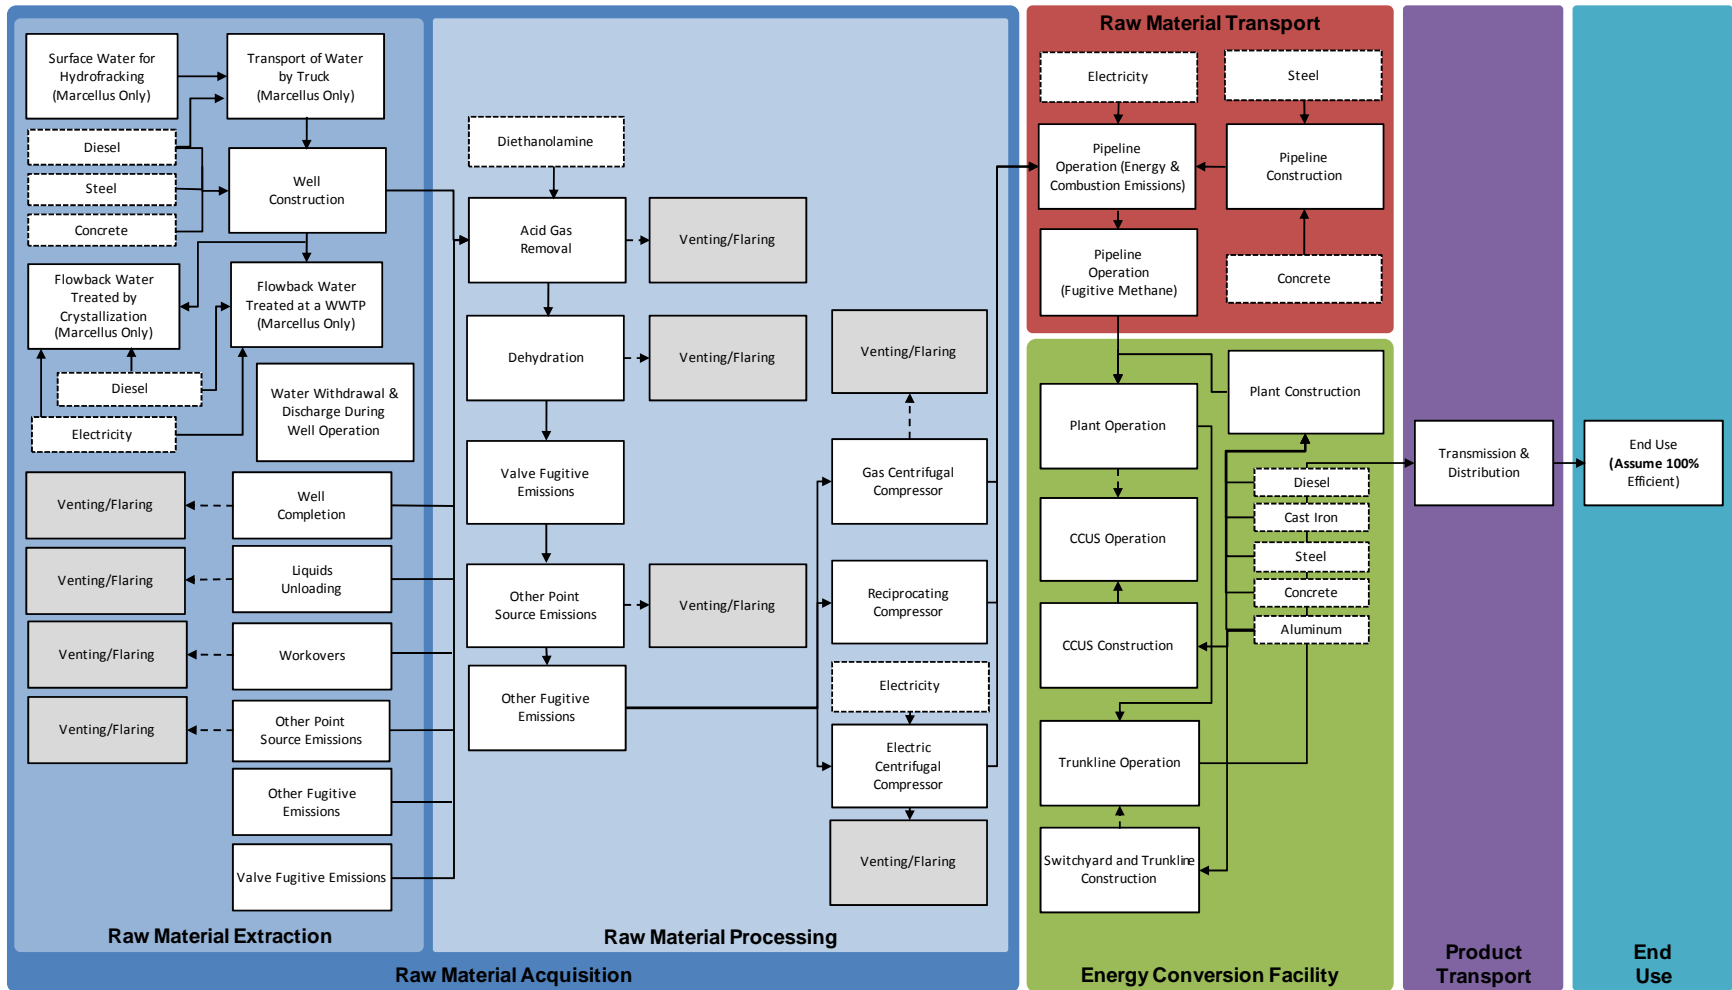 Surface Water for
Hydrofracking
(Marcellus Only)
Transport of Water
by Truck
(Marcellus Only)
Diesel
Steel
Concrete
Well
Construction
Flowback Water
Treated by
Crystallization
(Marcellus Only)
Flowback Water
Treated at a WWTP
(Marcellus Only)
Diesel
Electricity
Water Withdrawal &
Discharge During
Well Operation
Venting/Flaring
Well
Completion
Venting/Flaring
Liquids
Unloading
Venting/Flaring
Workovers
Venting/Flaring
Other Point
Source Emissions
Other Fugitive
Emissions
Valve Fugitive Emissions
Raw Material Extraction
Diethanolamine
Acid Gas
Removal
Venting/Flaring
Dehydration
Venting/Flaring
Valve Fugitive
Emissions
Other Point
Source Emissions
Venting/Flaring
Other Fugitive
Emissions
Venting/Flaring
Gas Centrifugal
Compressor
Reciprocating
Compressor
Electricity
Electric
Centrifugal
Compressor
Venting/Flaring
Raw Material Processing
Raw Material Acquisition
Raw Material Transport
Electricity
Steel
Pipeline
Operation (Energy &
Combustion Emissions)
Pipeline
Construction
Pipeline
Operation
(Fugitive Methane)
Concrete
Plant Operation
Plant Construction
CCUS Operation
Diesel
Cast Iron
Steel
Concrete
Aluminum
CCUS Construction
Trunkline Operation
Switchyard and Trunkline
Construction
Energy Conversion Facility
Transmission &
Distribution
Product
Transport
End Use
(Assume 100%
Efficient)
End
Use